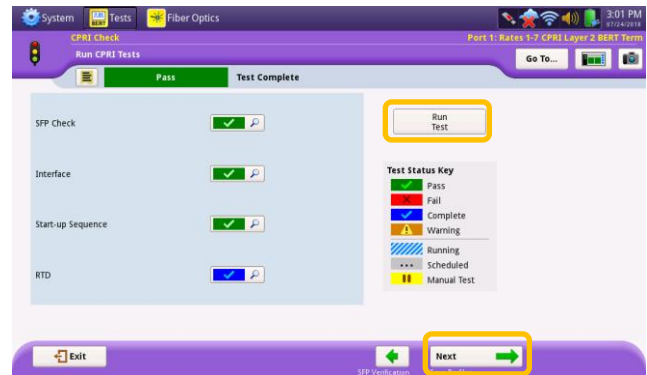 System Tests Fiber Optics 3:01 PM
07/24/2018
CPRI Check Port 1: Rates 1-7 CPRI Layer 2 BERT Term
Run CPRI Tests
Go To...
Pass Test Complete
SFP Check
Run
Test
Interface
Test Status Key
Pass
Fail
Complete
Warning
Start-up Sequence
Running
Scheduled
Manual Test
RTD
Exit
Next
SFP Verification